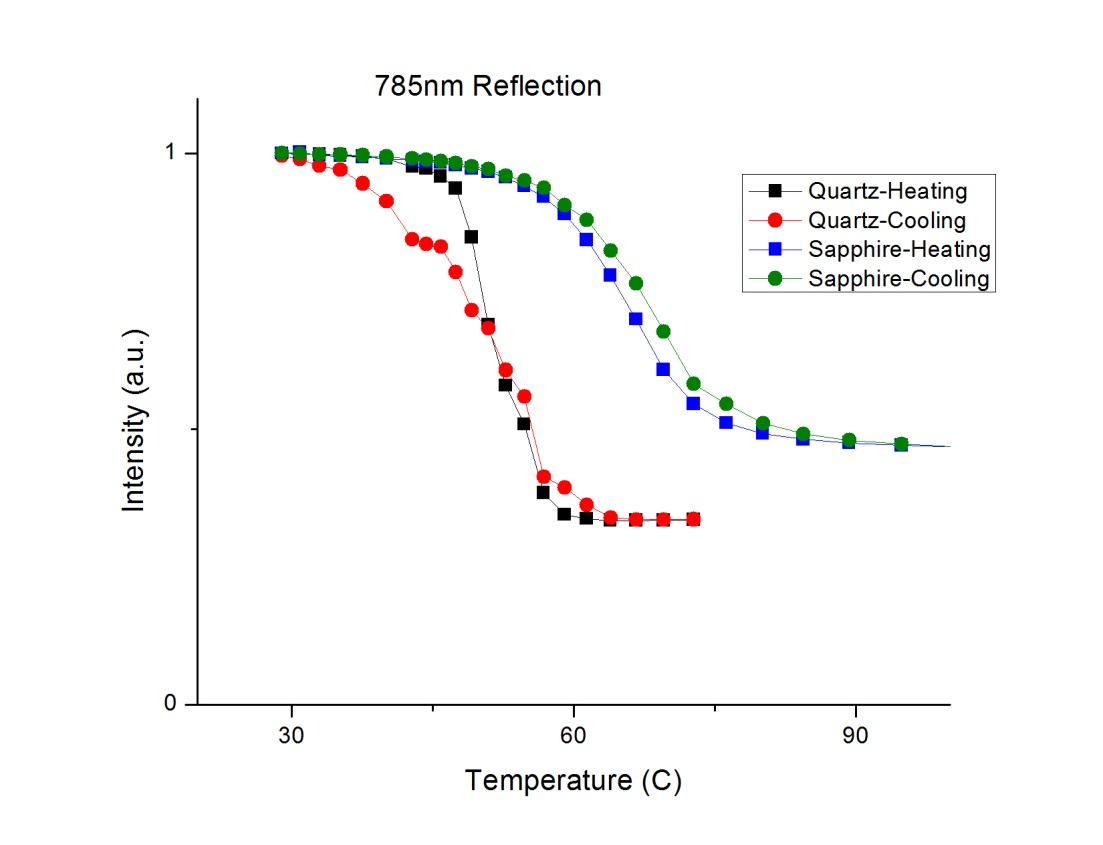 785nm Reflection
1
Quartz-Heating
Quartz-Cooling
Sapphire-Heating
Sapphire-Cooling
Intensity (a.u.)
0
30 60 90
Temperature (C)